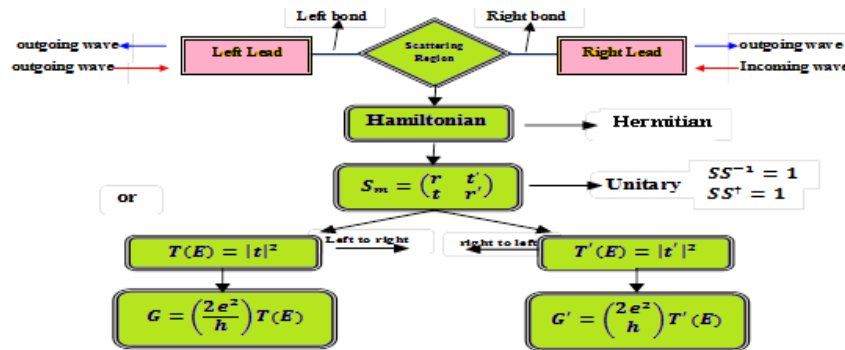 Left bond
Right bond
outgoing wave
Left Lead
Scattering
Region
Right Lead
outgoing wave
outgoing wave
Incoming wave
Hamiltonian
Hermitian
S_m = (r t′
t r′)
Unitary
SS⁻¹ = 1
SS† = 1
or
Left to right
right to left
T(E) = |t|²
T′(E) = |t′|²
G = (2e²/h) T(E)
G′ = (2e² h) T′(E)